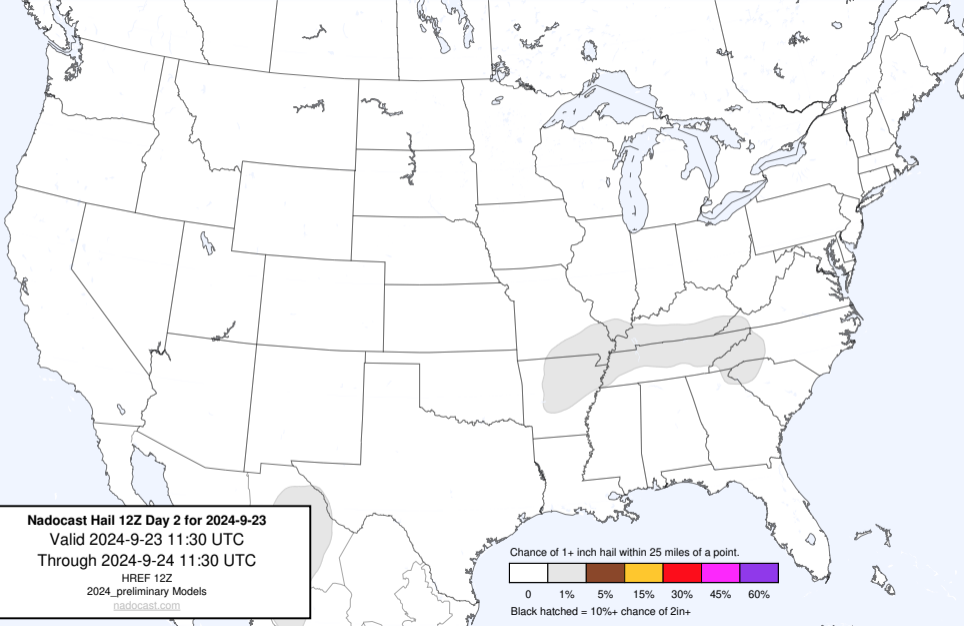 Nadocast Hail 12Z Day 2 for 2024-9-23
Valid 2024-9-23 11:30 UTC
Through 2024-9-24 11:30 UTC
HREF 12Z
2024_preliminary Models
nadocast.com
Chance of 1+ inch hail within 25 miles of a point.
0 1% 5% 15% 30% 45% 60%
Black hatched = 10%+ chance of 2in+